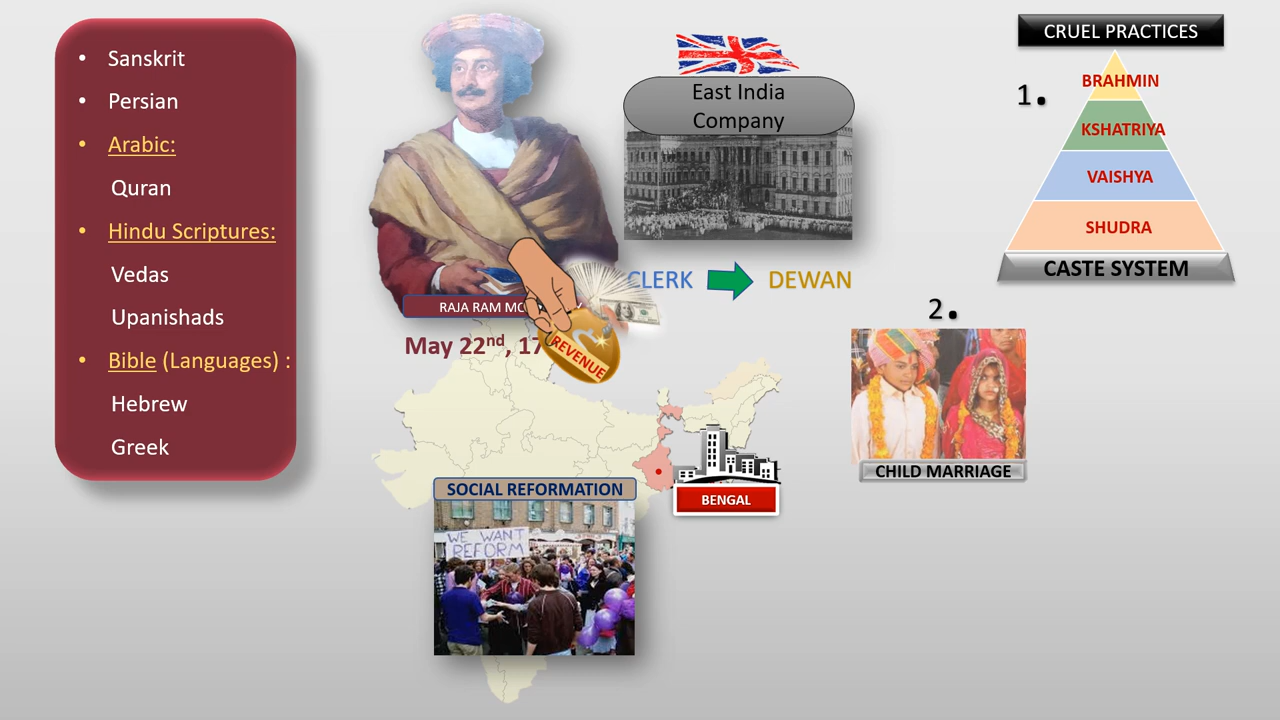 • Sanskrit
• Persian
• Arabic:
Quran
• Hindu Scriptures:
Vedas
Upanishads
• Bible (Languages) :
Hebrew
Greek
RAJA RAM
May 22nd, 17
REVENUE
East India
Company
CLERK
DEWAN
SOCIAL REFORMATION
WE WANT
REFORM
BENGAL
CRUEL PRACTICES
1.
BRAHMIN
KSHATRIYA
VAISHYA
SHUDRA
CASTE SYSTEM
2.
CHILD MARRIAGE